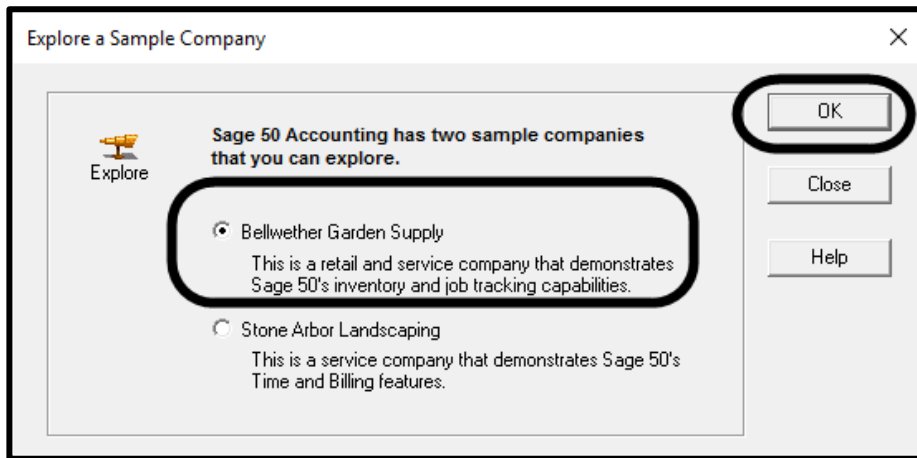 Explore a Sample Company
Sage 50 Accounting has two sample companies
that you can explore.
Explore
Bellwether Garden Supply
This is a retail and service company that demonstrates
Sage 50's inventory and job tracking capabilities.
Stone Arbor Landscaping
This is a service company that demonstrates Sage 50's
Time and Billing features.
OK
Close
Help